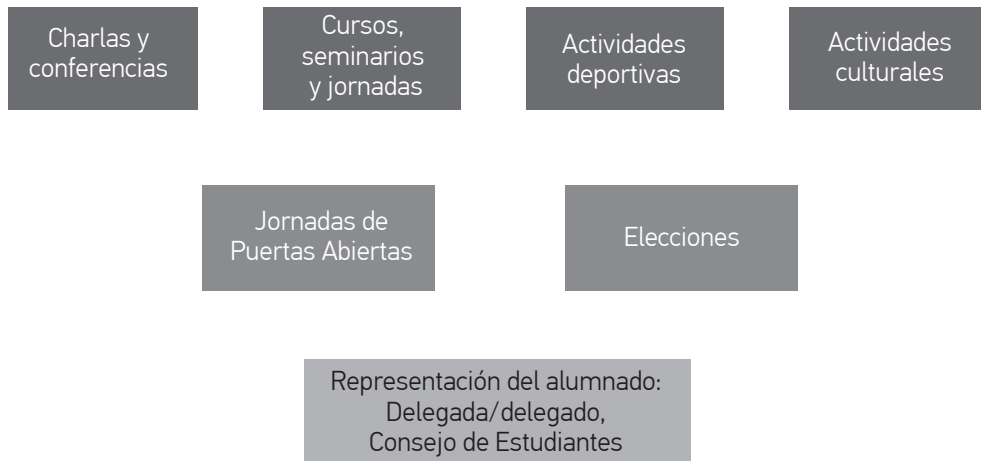 Charlas y
conferencias
Cursos,
seminarios
y jornadas
Actividades
deportivas
Actividades
culturales
Jornadas de
Puertas Abiertas
Elecciones
Representación del alumnado:
Delegada/delegado,
Consejo de Estudiantes